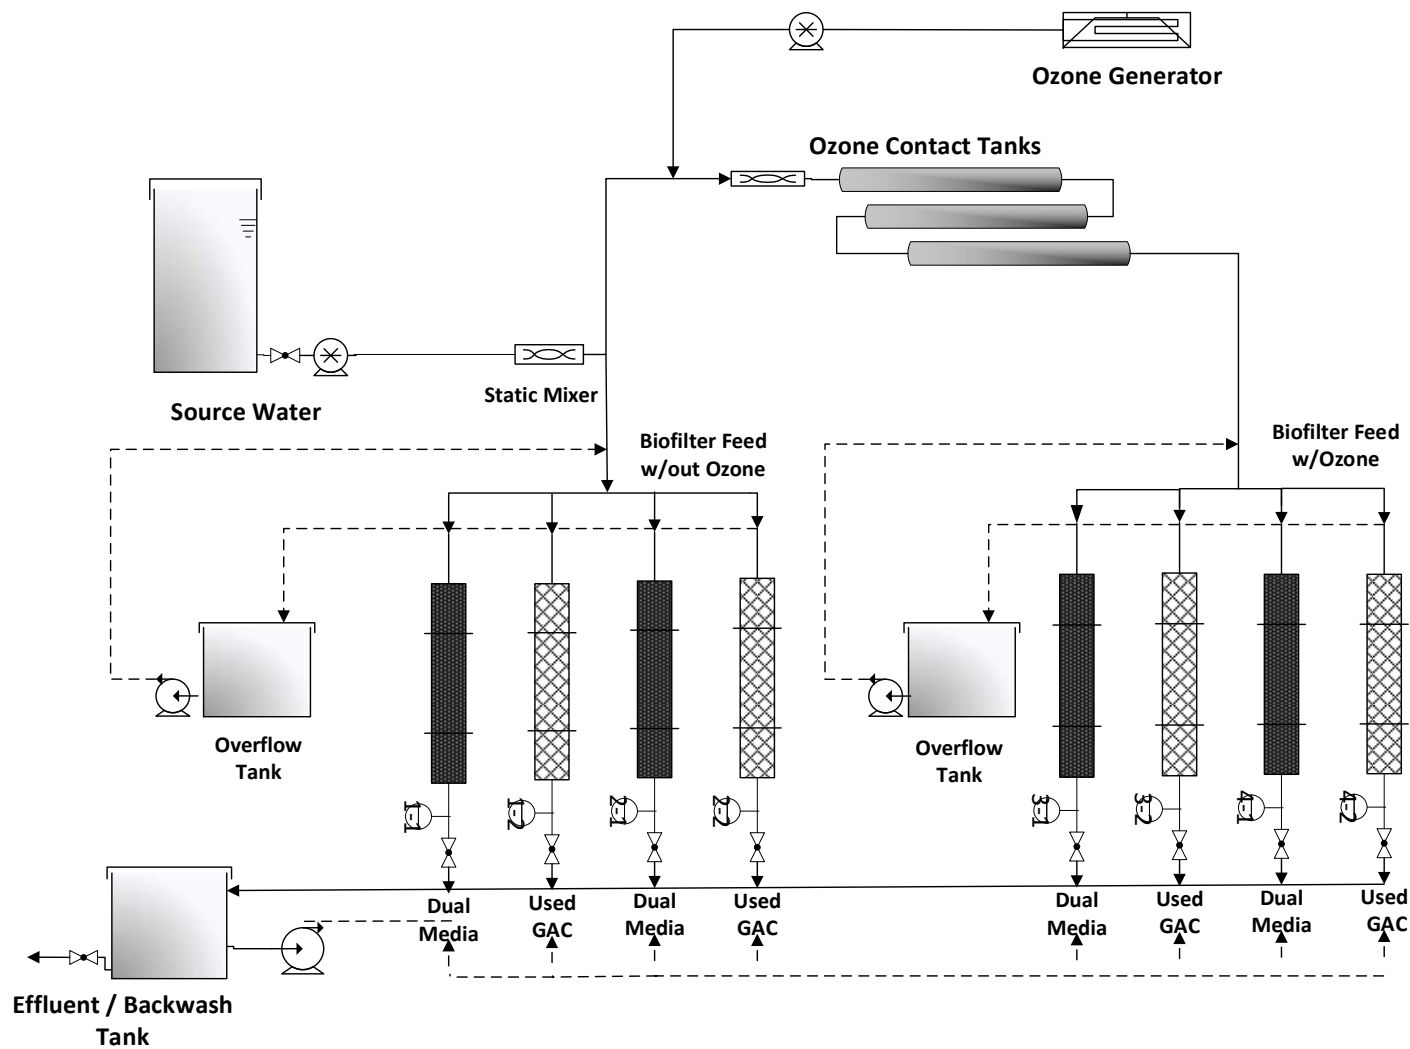 Ozone Generator
Ozone Contact Tanks
Source Water
Static Mixer
Biofilter Feed
w/out Ozone
Biofilter Feed
w/Ozone
Overflow
Tank
Overflow
Tank
1-1
1-2
2-1
2-2
3-1
3-2
4-1
4-2
Dual
Media
Used
GAC
Dual
Media
Used
GAC
Dual
Media
Used
GAC
Dual
Media
Used
GAC
Effluent / Backwash
Tank